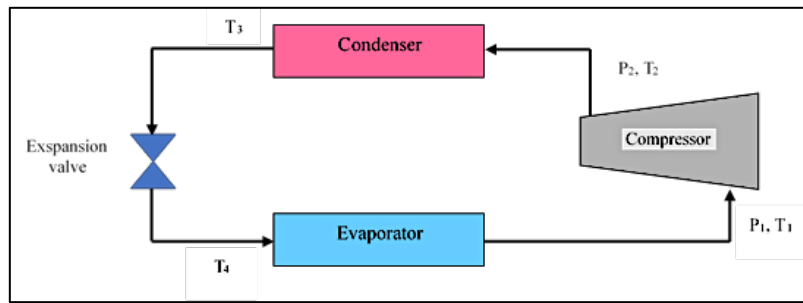 T₃
Condenser
P₂, T₂
Exspansion
valve
Compressor
Evaporator
P₁, T₁
T₄